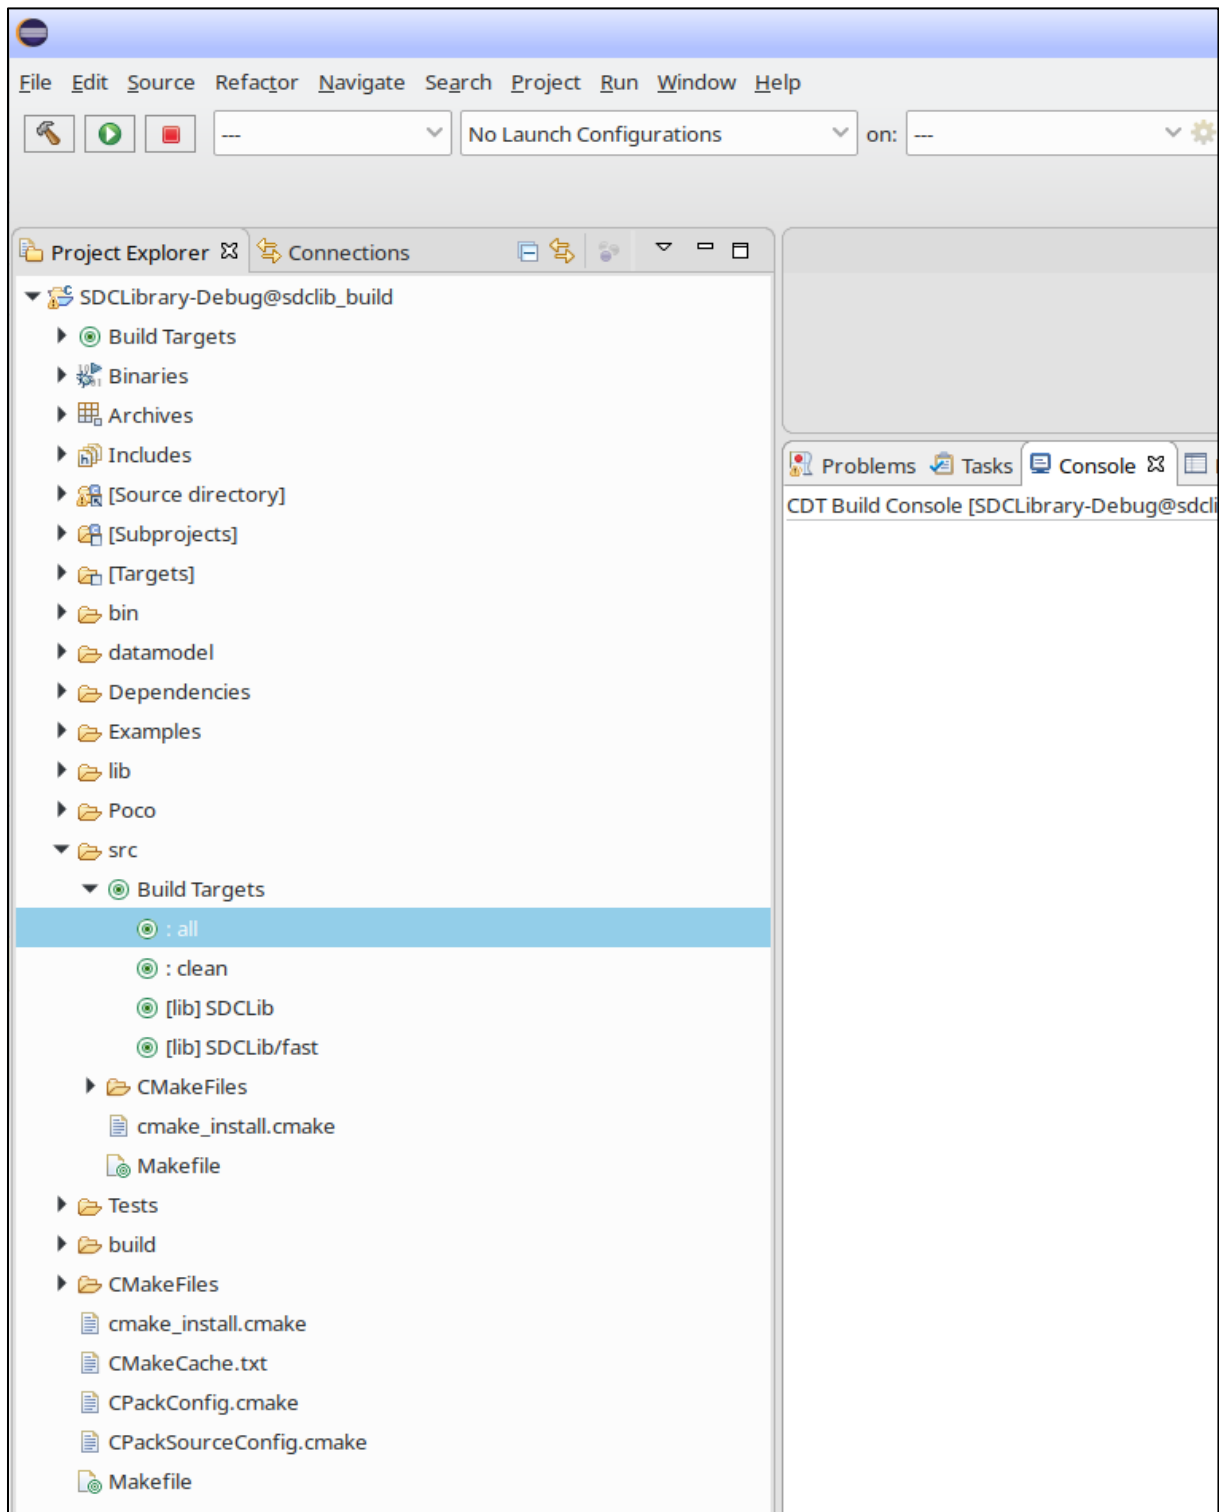 File Edit Source Refactor Navigate Search Project Run Window Help
--- No Launch Configurations on: ---
Project Explorer Connections
SDCLibrary-Debug@sdclib_build
Build Targets
Binaries
Archives
Includes
[Source directory]
[Subprojects]
[Targets]
bin
datamodel
Dependencies
Examples
lib
Poco
src
Build Targets
: all
: clean
[lib] SDCLib
[lib] SDCLib/fast
CMakeFiles
cmake_install.cmake
Makefile
Tests
build
CMakeFiles
cmake_install.cmake
CMakeCache.txt
CPackConfig.cmake
CPackSourceConfig.cmake
Makefile
Problems Tasks Console
CDT Build Console [SDCLibrary-Debug@sdcli